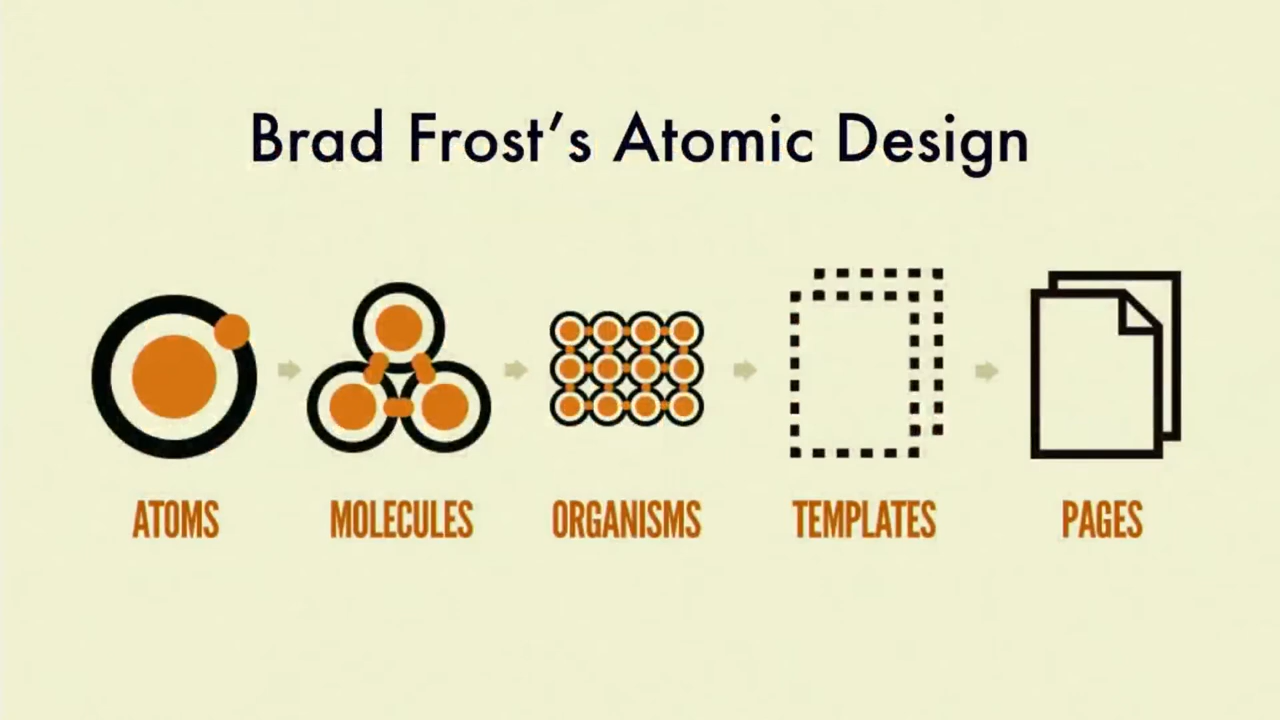 Brad Frost’s Atomic Design
ATOMS
MOLECULES
ORGANISMS
TEMPLATES
PAGES